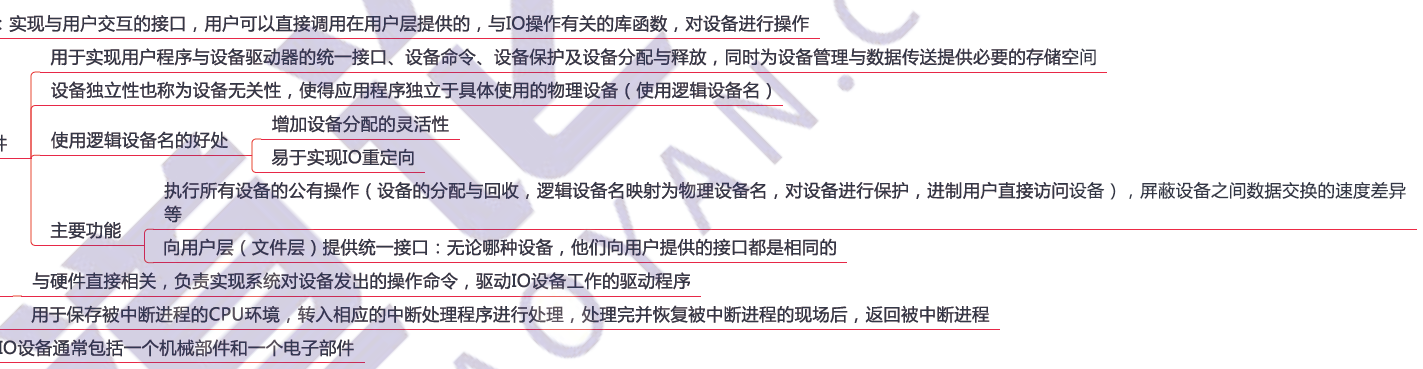 ：实现与用户交互的接口，用户可以直接调用在用户层提供的，与IO操作有关的库函数，对设备进行操作
用于实现用户程序与设备驱动器的统一接口、设备命令、设备保护及设备分配与释放，同时为设备管理与数据传送提供必要的存储空间
设备独立性也称为设备无关性，使得应用程序独立于具体使用的物理设备（使用逻辑设备名）
件
使用逻辑设备名的好处
增加设备分配的灵活性
易于实现IO重定向
主要功能
执行所有设备的公有操作（设备的分配与回收，逻辑设备名映射为物理设备名，对设备进行保护，进制用户直接访问设备），屏蔽设备之间数据交换的速度差异
等
向用户层（文件层）提供统一接口：无论哪种设备，他们向用户提供的接口都是相同的
与硬件直接相关，负责实现系统对设备发出的操作命令，驱动IO设备工作的驱动程序
用于保存被中断进程的CPU环境，转入相应的中断处理程序进行处理，处理完并恢复被中断进程的现场后，返回被中断进程
IO设备通常包括一个机械部件和一个电子部件